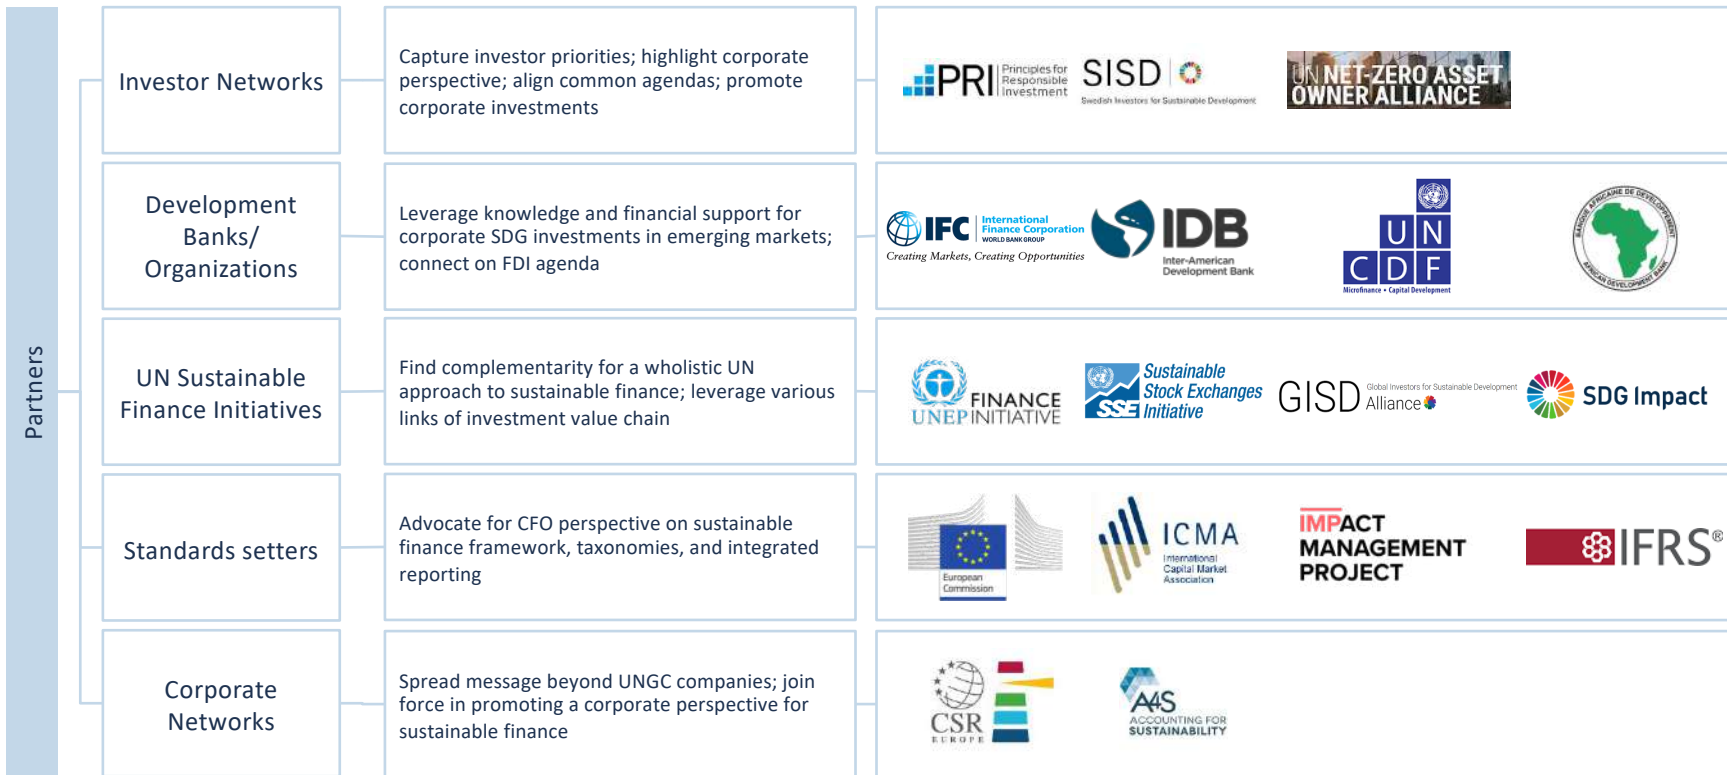 Partners
Investor Networks
Capture investor priorities; highlight corporate
perspective; align common agendas; promote
corporate investments
PRI
Principles for
Responsible
Investment
SISD
Swedish Investors for Sustainable Development
UN NET-ZERO ASSET
OWNER ALLIANCE
Development
Banks/
Organizations
Leverage knowledge and financial support for
corporate SDG investments in emerging markets;
connect on FDI agenda
IFC
International
Finance Corporation
WORLD BANK GROUP
Creating Markets, Creating Opportunities
IDB
Inter-American
Development Bank
UN
CDF
Microfinance • Capital Development
BANQUE AFRICAINE DE DEVELOPPEMENT
AFRICAN DEVELOPMENT BANK
UN Sustainable
Finance Initiatives
Find complementarity for a wholistic UN
approach to sustainable finance; leverage various
links of investment value chain
FINANCE
UNEP INITIATIVE
SSE
Sustainable
Stock Exchanges
Initiative
GISD
Global Investors for Sustainable Development
Alliance
SDG Impact
Standards setters
Advocate for CFO perspective on sustainable
finance framework, taxonomies, and integrated
reporting
European
Commission
ICMA
International
Capital Market
Association
IMPACT
MANAGEMENT
PROJECT
IFRS®
Corporate
Networks
Spread message beyond UNGC companies; join
force in promoting a corporate perspective for
sustainable finance
CSR
EUROPE
A4S
ACCOUNTING FOR
SUSTAINABILITY